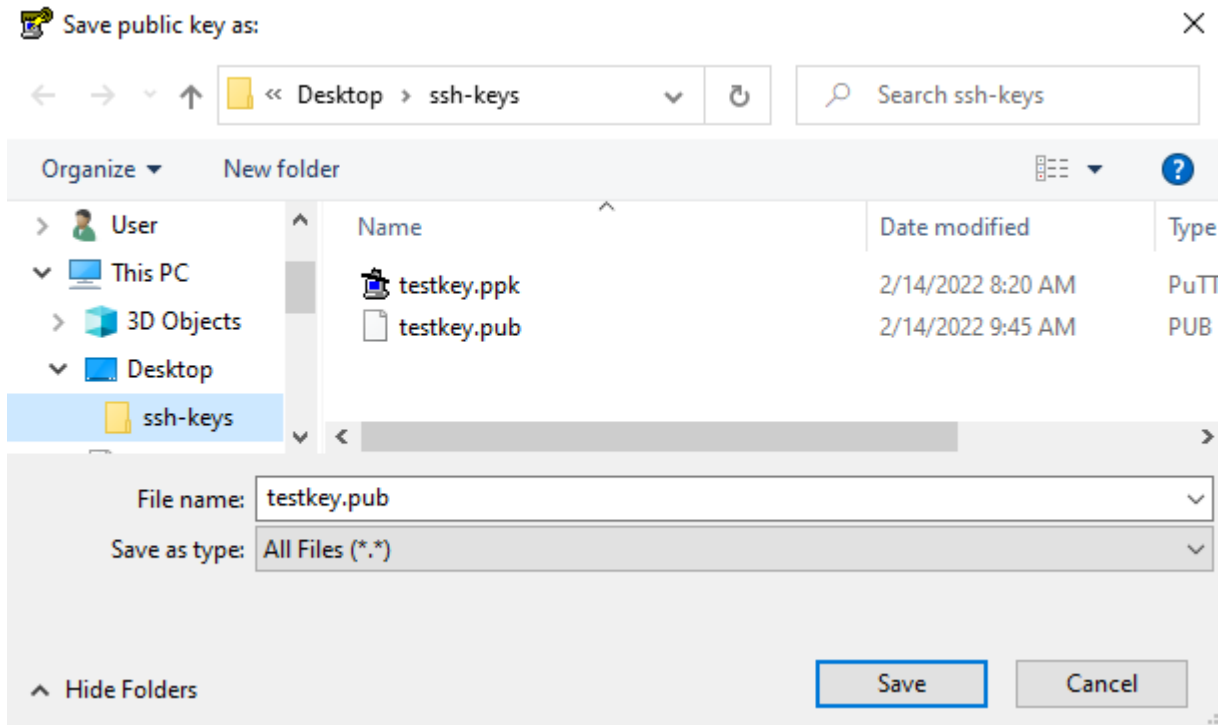 Save public key as:
« Desktop › ssh-keys
Search ssh-keys
Organize
New folder
User
This PC
3D Objects
Desktop
ssh-keys
Name Date modified Type
testkey.ppk 2/14/2022 8:20 AM PuTT
testkey.pub 2/14/2022 9:45 AM PUB
File name: testkey.pub
Save as type: All Files (*.*)
Hide Folders
Save
Cancel